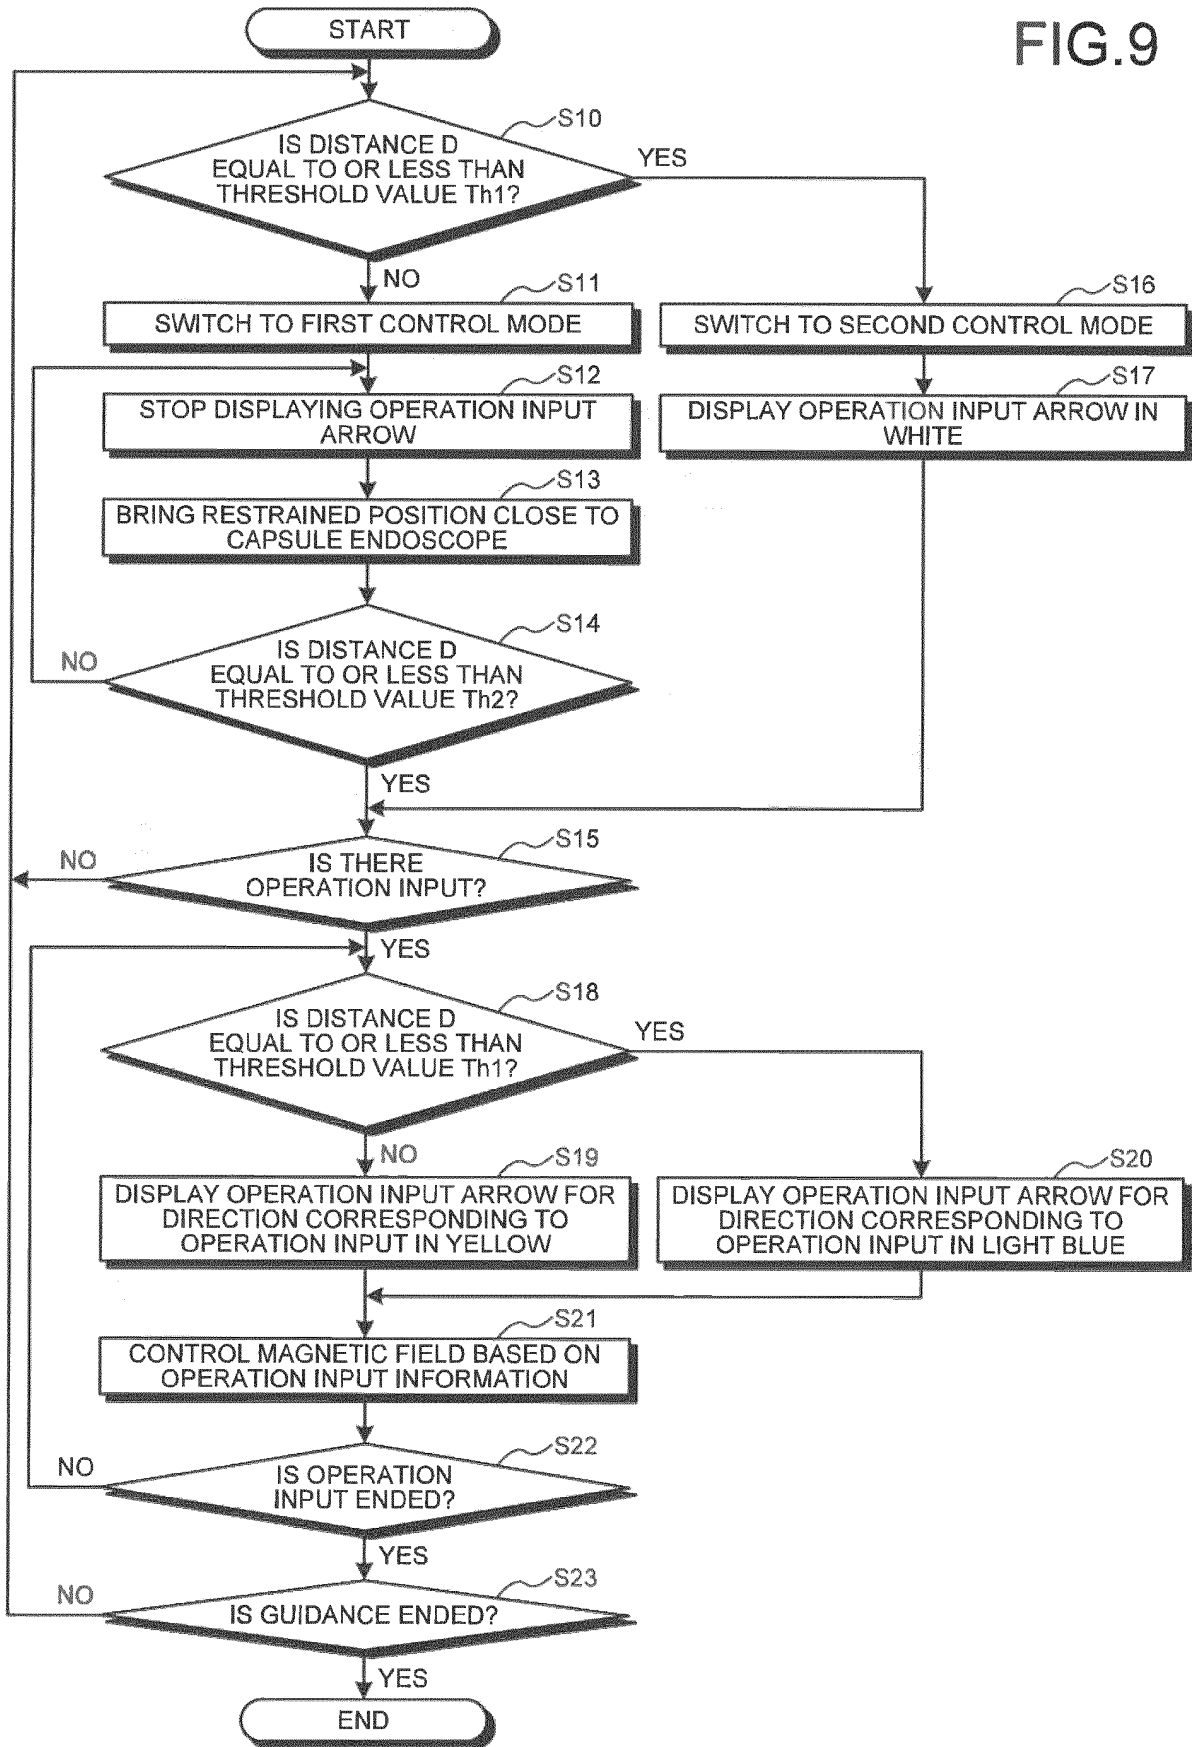 START
FIG.9
S10
IS DISTANCE D
EQUAL TO OR LESS THAN
THRESHOLD VALUE Th1?
YES
NO
S11
SWITCH TO FIRST CONTROL MODE
S16
SWITCH TO SECOND CONTROL MODE
S12
STOP DISPLAYING OPERATION INPUT
ARROW
S17
DISPLAY OPERATION INPUT ARROW IN
WHITE
S13
BRING RESTRAINED POSITION CLOSE TO
CAPSULE ENDOSCOPE
S14
IS DISTANCE D
EQUAL TO OR LESS THAN
THRESHOLD VALUE Th2?
NO
YES
S15
IS THERE
OPERATION INPUT?
NO
YES
S18
IS DISTANCE D
EQUAL TO OR LESS THAN
THRESHOLD VALUE Th1?
YES
NO
S19
DISPLAY OPERATION INPUT ARROW FOR
DIRECTION CORRESPONDING TO
OPERATION INPUT IN YELLOW
S20
DISPLAY OPERATION INPUT ARROW FOR
DIRECTION CORRESPONDING TO
OPERATION INPUT IN LIGHT BLUE
S21
CONTROL MAGNETIC FIELD BASED ON
OPERATION INPUT INFORMATION
S22
IS OPERATION
INPUT ENDED?
NO
YES
S23
IS GUIDANCE ENDED?
NO
YES
END